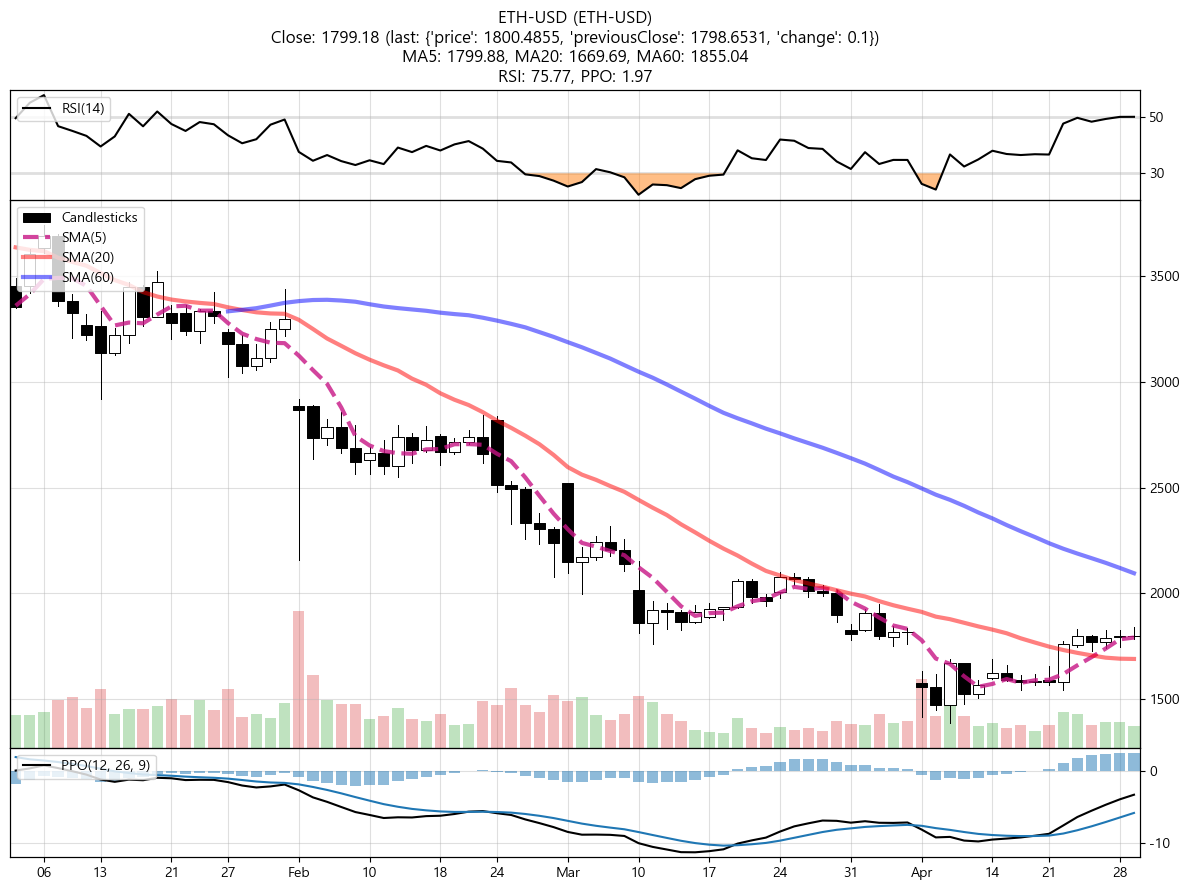 ETH-USD (ETH-USD)
Close: 1799.18 (last: {'price': 1800.4855, 'previousClose': 1798.6531, 'change': 0.1})
MA5: 1799.88, MA20: 1669.69, MA60: 1855.04
RSI: 75.77, PPO: 1.97
RSI(14)
50
30
Candlesticks
SMA(5)
SMA(20)
SMA(60)
3500
3000
2500
2000
1500
PPO(12, 26, 9)
0
-10
06 13 21 27 Feb 10 18 24 Mar 10 17 24 31 Apr 14 21 28